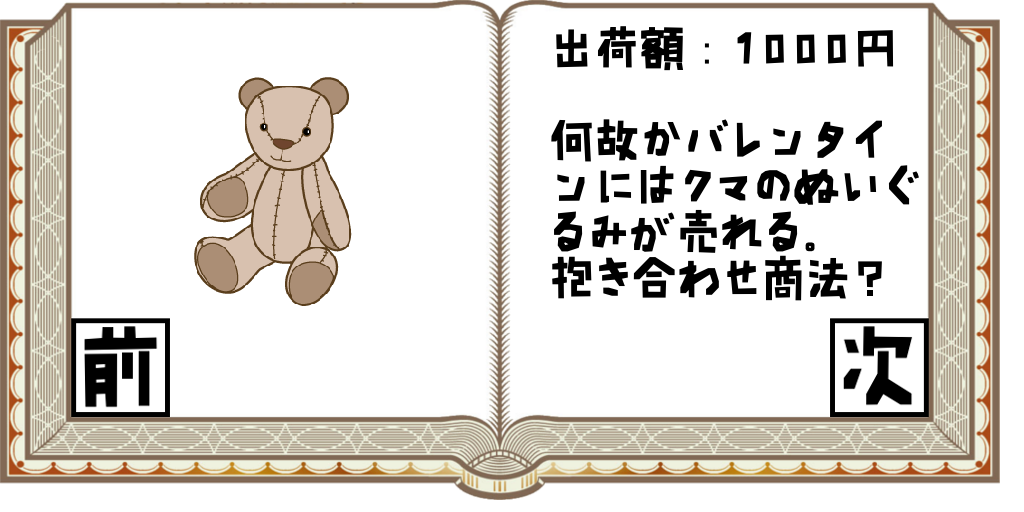 出荷額：1000円
何故かバレンタイ
ンにはクマのぬいぐ
るみが売れる。
抱き合わせ商法？
前
次